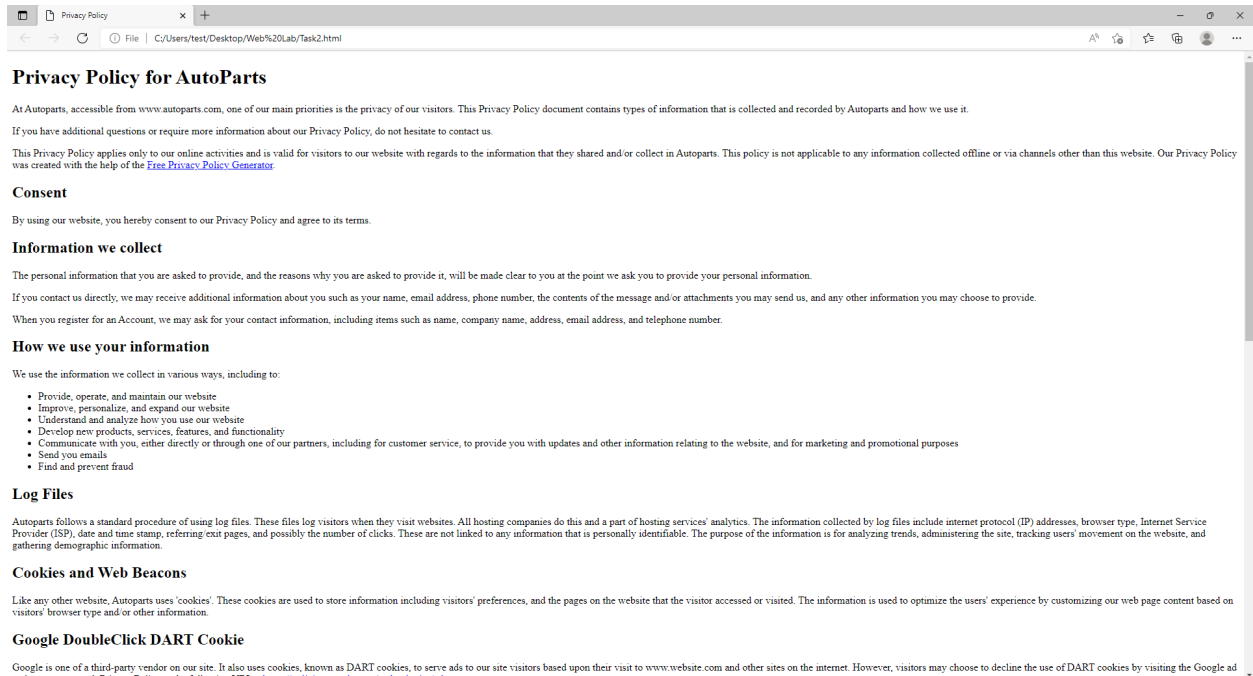 Privacy Policy
File
C:/Users/test/Desktop/Web%20Lab/Task2.html
Privacy Policy for AutoParts
At Autoparts, accessible from www.autoparts.com, one of our main priorities is the privacy of our visitors. This Privacy Policy document contains types of information that is collected and recorded by Autoparts and how we use it.
If you have additional questions or require more information about our Privacy Policy, do not hesitate to contact us.
This Privacy Policy applies only to our online activities and is valid for visitors to our website with regards to the information that they shared and/or collect in Autoparts. This policy is not applicable to any information collected offline or via channels other than this website. Our Privacy Policy
was created with the help of the Free Privacy Policy Generator.
Consent
By using our website, you hereby consent to our Privacy Policy and agree to its terms.
Information we collect
The personal information that you are asked to provide, and the reasons why you are asked to provide it, will be made clear to you at the point we ask you to provide your personal information.
If you contact us directly, we may receive additional information about you such as your name, email address, phone number, the contents of the message and/or attachments you may send us, and any other information you may choose to provide.
When you register for an Account, we may ask for your contact information, including items such as name, company name, address, email address, and telephone number.
How we use your information
We use the information we collect in various ways, including to:
• Provide, operate, and maintain our website
• Improve, personalize, and expand our website
• Understand and analyze how you use our website
• Develop new products, services, features, and functionality
• Communicate with you, either directly or through one of our partners, including for customer service, to provide you with updates and other information relating to the website, and for marketing and promotional purposes
• Send you emails
• Find and prevent fraud
Log Files
Autoparts follows a standard procedure of using log files. These files log visitors when they visit websites. All hosting companies do this and a part of hosting services' analytics. The information collected by log files include internet protocol (IP) addresses, browser type, Internet Service
Provider (ISP), date and time stamp, referring/exit pages, and possibly the number of clicks. These are not linked to any information that is personally identifiable. The purpose of the information is for analyzing trends, administering the site, tracking users' movement on the website, and
gathering demographic information.
Cookies and Web Beacons
Like any other website, Autoparts uses 'cookies'. These cookies are used to store information including visitors' preferences, and the pages on the website that the visitor accessed or visited. The information is used to optimize the users' experience by customizing our web page content based on
visitors' browser type and/or other information.
Google DoubleClick DART Cookie
Google is one of a third-party vendor on our site. It also uses cookies, known as DART cookies, to serve ads to our site visitors based upon their visit to www.website.com and other sites on the internet. However, visitors may choose to decline the use of DART cookies by visiting the Google ad